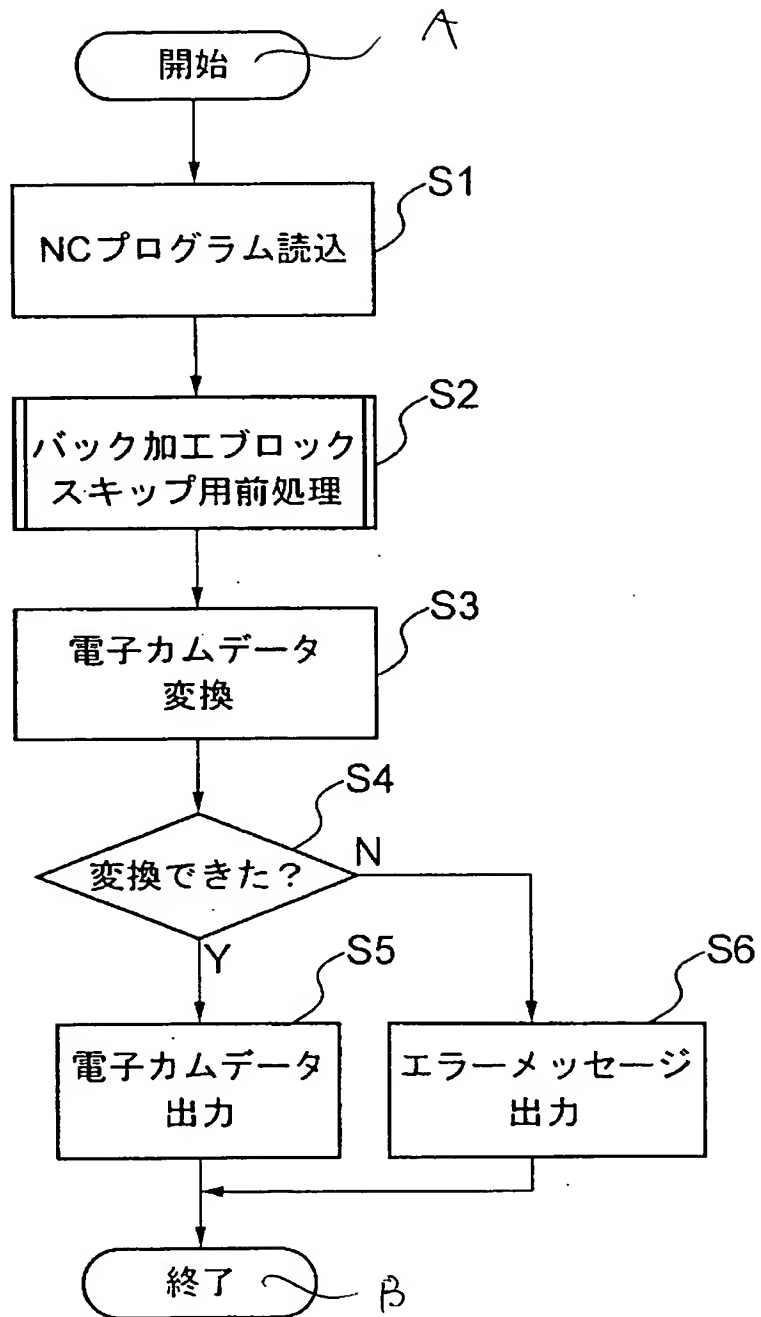 開始
A
NCプログラム読込
S1
バック加工ブロック
スキップ用前処理
S2
電子カムデータ
変換
S3
変換できた？
S4
N
Y
電子カムデータ
出力
S5
エラーメッセージ
出力
S6
終了
B